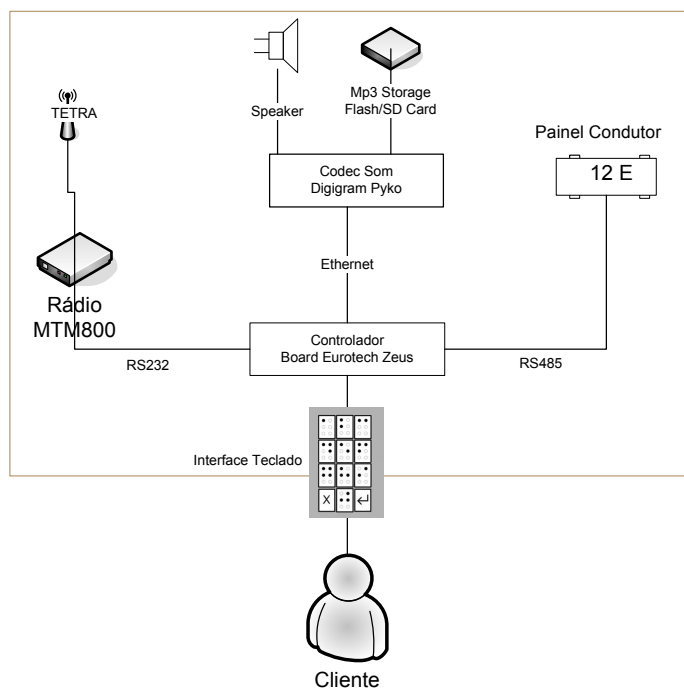 TETRA
Speaker
Mp3 Storage
Flash/SD Card
Painel Condutor
12 E
Codec Som
Digigram Pyko
Ethernet
Rádio
MTM800
RS232
Controlador
Board Eurotech Zeus
RS485
Interface Teclado
X
Cliente